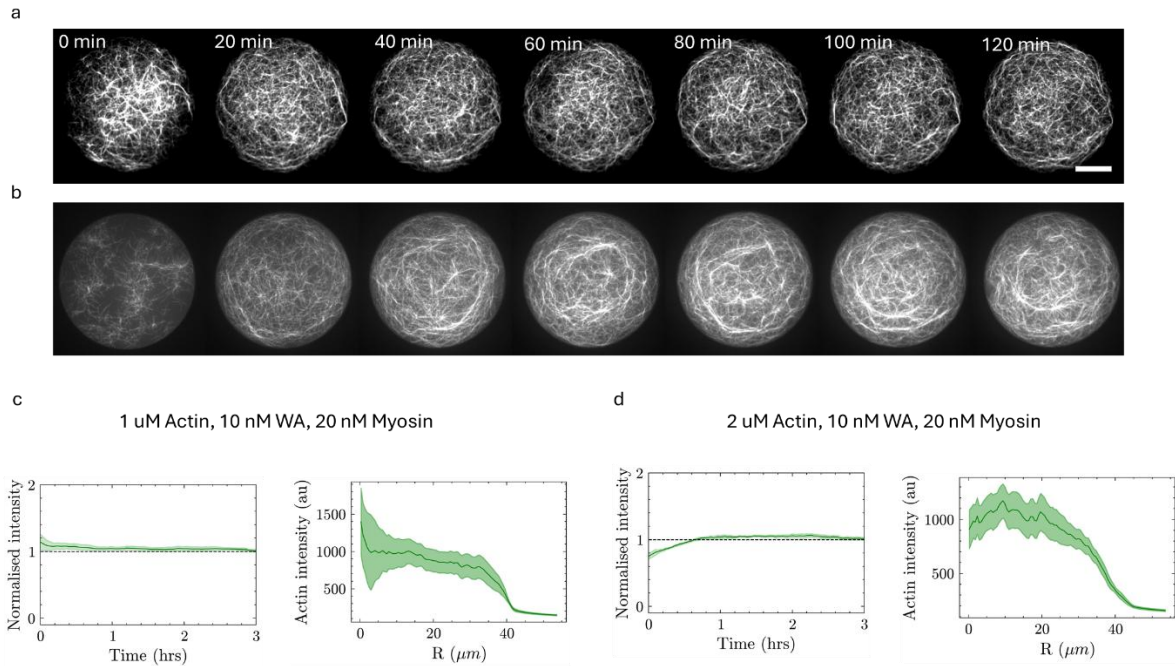 a
0 min 20 min 40 min 60 min 80 min 100 min 120 min
b
c
1 uM Actin, 10 nM WA, 20 nM Myosin
d
2 uM Actin, 10 nM WA, 20 nM Myosin
Normalised intensity
2
1
0
0 1 2 3
Time (hrs)
Actin intensity (au)
1500
1000
500
0 20 40
R (μm)
Normalised intensity
2
1
0
0 1 2 3
Time (hrs)
Actin intensity (au)
1000
500
0 20 40
R (μm)